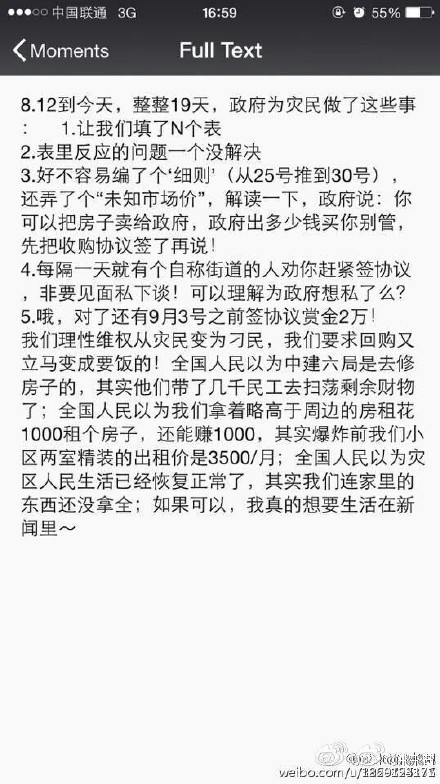 中国联通 3G 16:59 55%
Moments Full Text
8.12到今天，整整19天，政府为灾民做了这些事
： 1.让我们填了N个表
2.表里反应的问题一个没解决
3.好不容易编了个‘细则’（从25号推到30号），
还弄了个“未知市场价”，解读一下，政府说：你
可以把房子卖给政府，政府出多少钱买你别管，
先把收购协议签了再说！
4.每隔一天就有个自称街道的人劝你赶紧签协议
，非要见面私下谈！可以理解为政府想私了么？
5.哦，对了还有9月3号之前签协议赏金2万！
我们理性维权从灾民变为刁民，我们要求回购又
立马变成要饭的！全国人民以为中建六局是去修
房子的，其实他们带了几千民工去扫荡剩余财物
了；全国人民以为我们拿着略高于周边的房租花
1000租个房子，还能赚1000，其实爆炸前我们小
区两室精装的出租价是3500/月；全国人民以为灾
区人民生活已经恢复正常了，其实我们连家里的
东西还没拿全；如果可以，我真的想要生活在新
闻里～
weibo.com/u/